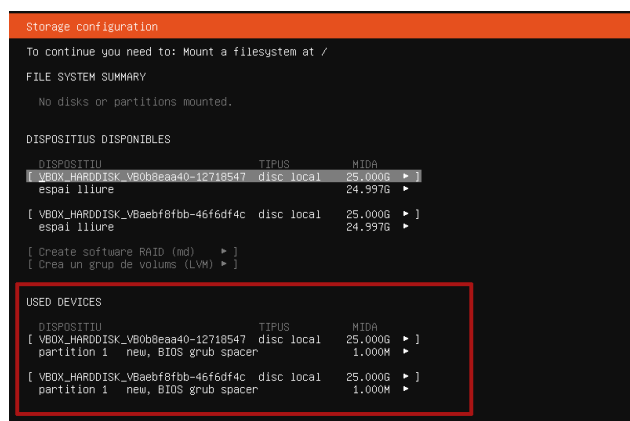 Storage configuration
To continue you need to: Mount a filesystem at /
FILE SYSTEM SUMMARY
No disks or partitions mounted.
DISPOSITIUS DISPONIBLES
DISPOSITIU TIPUS MIDA
[ VBOX_HARDDISK_VB0b8eaa40-12718547 disc local 25.000G ▸ ]
espai lliure 24.997G ▸
[ VBOX_HARDDISK_VBaebf8fbb-46f6df4c disc local 25.000G ▸ ]
espai lliure 24.997G ▸
[ Create software RAID (md) ▸ ]
[ Crea un grup de volums (LVM) ▸ ]
USED DEVICES
DISPOSITIU TIPUS MIDA
[ VBOX_HARDDISK_VB0b8eaa40-12718547 disc local 25.000G ▸ ]
partition 1 new, BIOS grub spacer 1.000M ▸
[ VBOX_HARDDISK_VBaebf8fbb-46f6df4c disc local 25.000G ▸ ]
partition 1 new, BIOS grub spacer 1.000M ▸